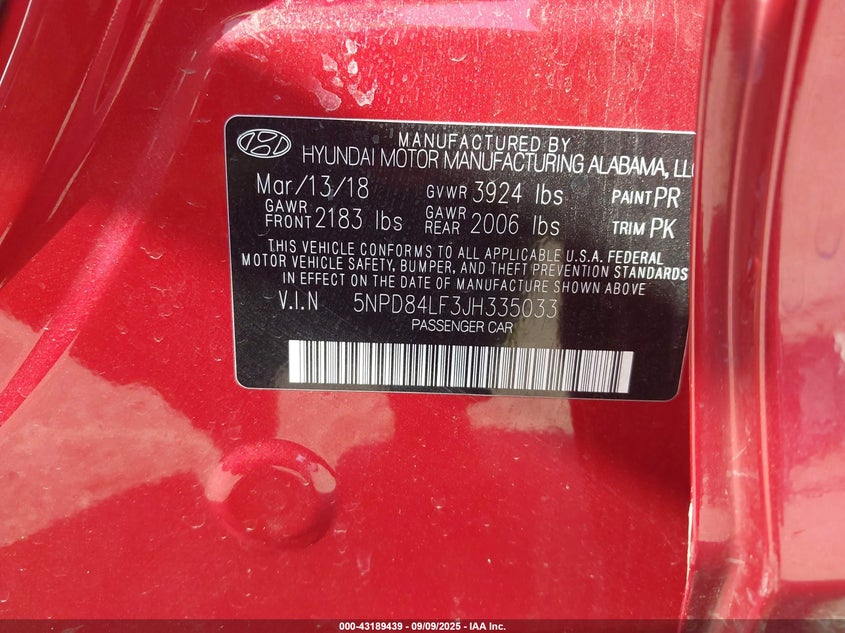 MANUFACTURED BY
HYUNDAI MOTOR MANUFACTURING ALABAMA, LLC
Mar/13/18 GVWR 3924 lbs PAINT PR
GAWR FRONT 2183 lbs GAWR REAR 2006 lbs TRIM PK
THIS VEHICLE CONFORMS TO ALL APPLICABLE U.S.A. FEDERAL
MOTOR VEHICLE SAFETY, BUMPER, AND THEFT PREVENTION STANDARDS
IN EFFECT ON THE DATE OF MANUFACTURE SHOWN ABOVE
V.I.N 5NPD84LF3JH335033
PASSENGER CAR
000-43189439 - 09/09/2025 - IAA Inc.